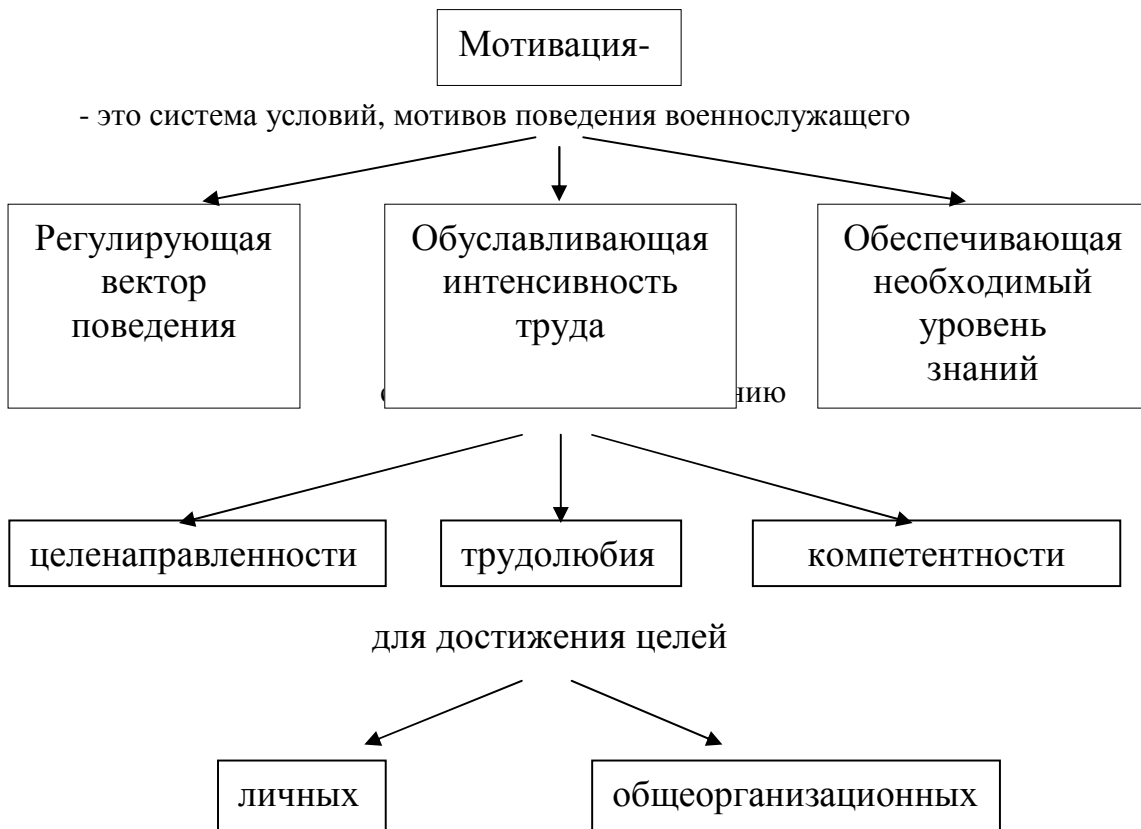 Мотивация-
- это система условий, мотивов поведения военнослужащего
Регулирующая
вектор
поведения
Обуславливающая
интенсивность
труда
Обеспечивающая
необходимый
уровень
знаний
целенаправленности
трудолюбия
компетентности
для достижения целей
личных
общеорганизационных